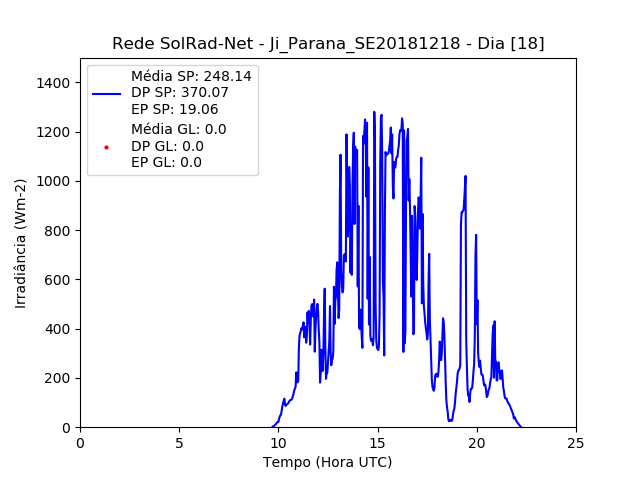 Rede SolRad-Net - Ji_Parana_SE20181218 - Dia [18]
Média SP: 248.14
DP SP: 370.07
EP SP: 19.06
Média GL: 0.0
DP GL: 0.0
EP GL: 0.0
Irradiância (Wm-2)
1400
1200
1000
800
600
400
200
0
0 5 10 15 20 25
Tempo (Hora UTC)